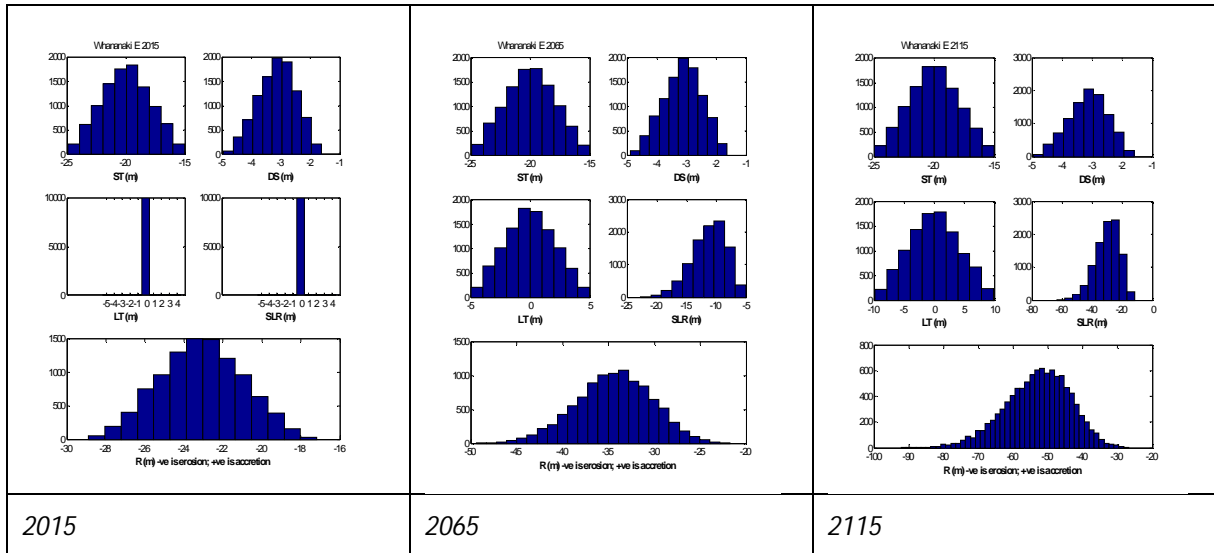 Whananaki E 2015
2000
1500
1000
500
0
-25 -20 -15
ST (m)
2000
1500
1000
500
0
-5 -4 -3 -2 -1
DS (m)
10000
5000
0
-5-4-3-2-1 0 1 2 3 4
LT (m)
10000
5000
0
-5-4-3-2-1 0 1 2 3 4
SLR (m)
1500
1000
500
0
-30 -28 -26 -24 -22 -20 -18 -16
R (m) -ve is erosion; +ve is accretion
2015
Whananaki E 2065
2000
1500
1000
500
0
-25 -20 -15
ST (m)
2000
1500
1000
500
0
-5 -4 -3 -2 -1
DS (m)
2000
1500
1000
500
0
-5 0 5
LT (m)
3000
2000
1000
0
-25 -20 -15 -10 -5
SLR (m)
1500
1000
500
0
-50 -45 -40 -35 -30 -25 -20
R (m) -ve is erosion; +ve is accretion
2065
Whananaki E 2115
2000
1500
1000
500
0
-25 -20 -15
ST (m)
3000
2000
1000
0
-5 -4 -3 -2 -1
DS (m)
2000
1500
1000
500
0
-10 -5 0 5 10
LT (m)
3000
2000
1000
0
-80 -60 -40 -20 0
SLR (m)
800
600
400
200
0
-100 -90 -80 -70 -60 -50 -40 -30 -20
R (m) -ve is erosion; +ve is accretion
2115